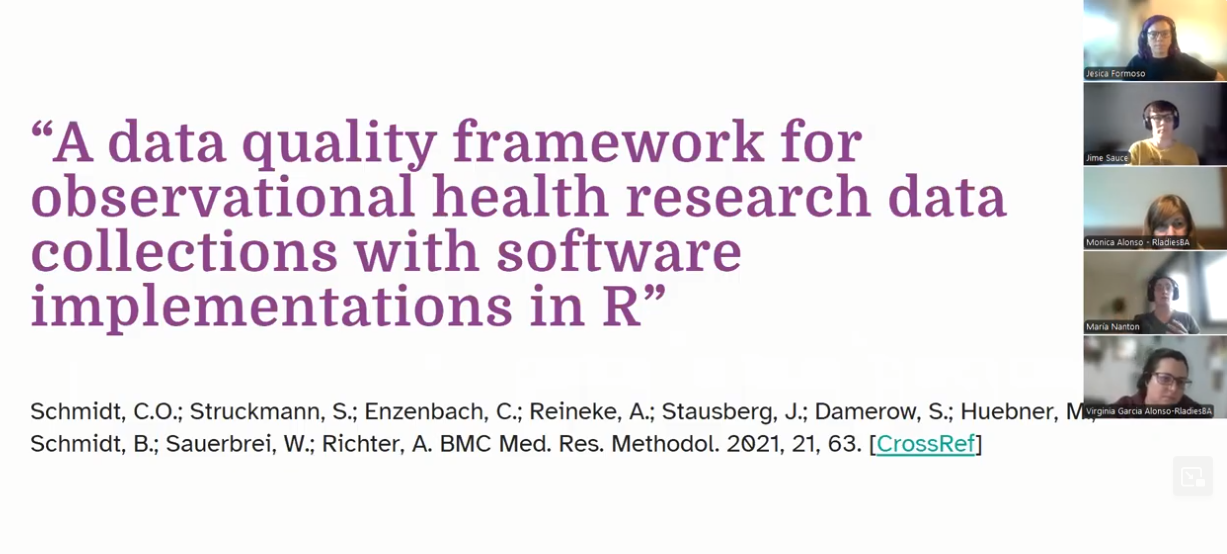 “A data quality framework for
observational health research data
collections with software
implementations in R”
Schmidt, C.O.; Struckmann, S.; Enzenbach, C.; Reineke, A.; Stausberg, J.; Damerow, S.; Huebner, M.;
Schmidt, B.; Sauerbrei, W.; Richter, A. BMC Med. Res. Methodol. 2021, 21, 63. [CrossRef]
Jesica Formoso
Jime Sauce
Monica Alonso - RladiesBA
María Nanton
Virginia Garcia Alonso-RladiesBA